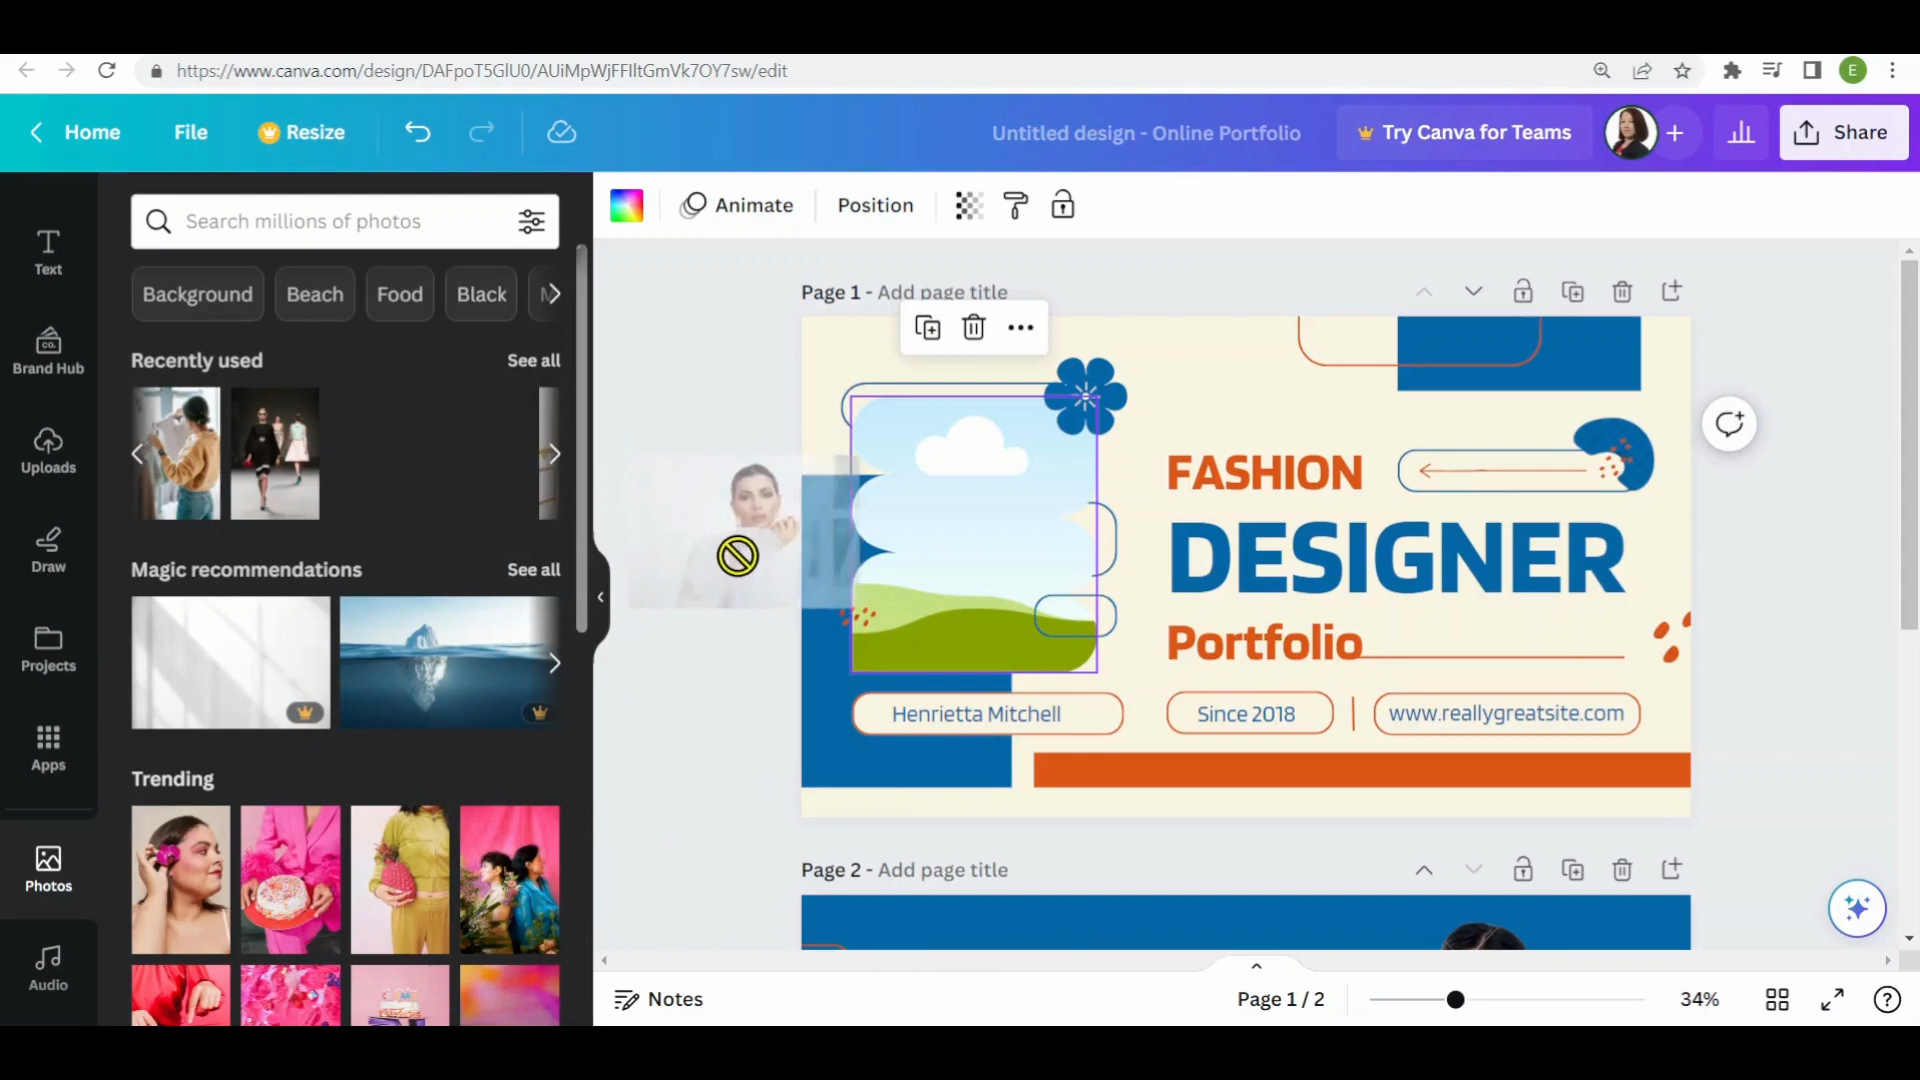 https://www.canva.com/design/DAFpoT5GlU0/AUiMpWjFFIltGmVk7OY7sw/edit
E
Home
File
Resize
Untitled design - Online Portfolio
Try Canva for Teams
Share
Text
Brand Hub
Uploads
Draw
Projects
Apps
Photos
Audio
Search millions of photos
Background
Beach
Food
Black
Recently used
See all
Magic recommendations
See all
Trending
Animate
Position
Page 1 - Add page title
FASHION
DESIGNER
Portfolio
Henrietta Mitchell
Since 2018
www.reallygreatsite.com
Page 2 - Add page title
Notes
Page 1 / 2
34%